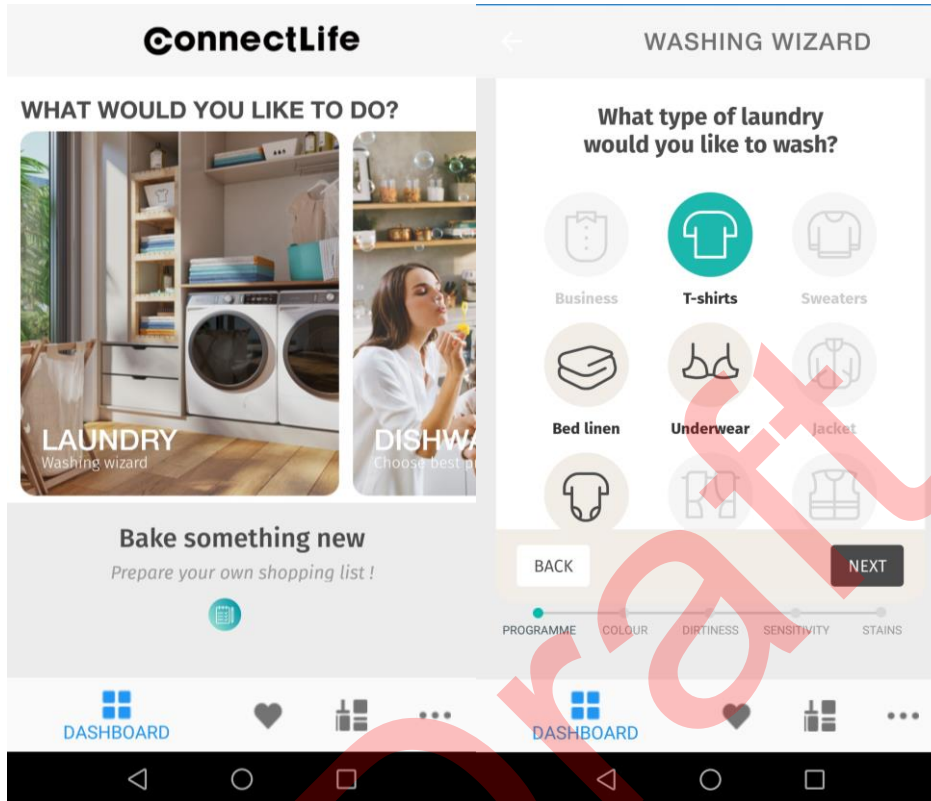 ConnectLife
WHAT WOULD YOU LIKE TO DO?
LAUNDRY
Washing wizard
DISHW
Choose best p
Bake something new
Prepare your own shopping list !
DASHBOARD
WASHING WIZARD
What type of laundry
would you like to wash?
Business
T-shirts
Sweaters
Bed linen
Underwear
Jacket
BACK
NEXT
PROGRAMME
COLOUR
DIRTINESS
SENSITIVITY
STAINS
DASHBOARD
Draft